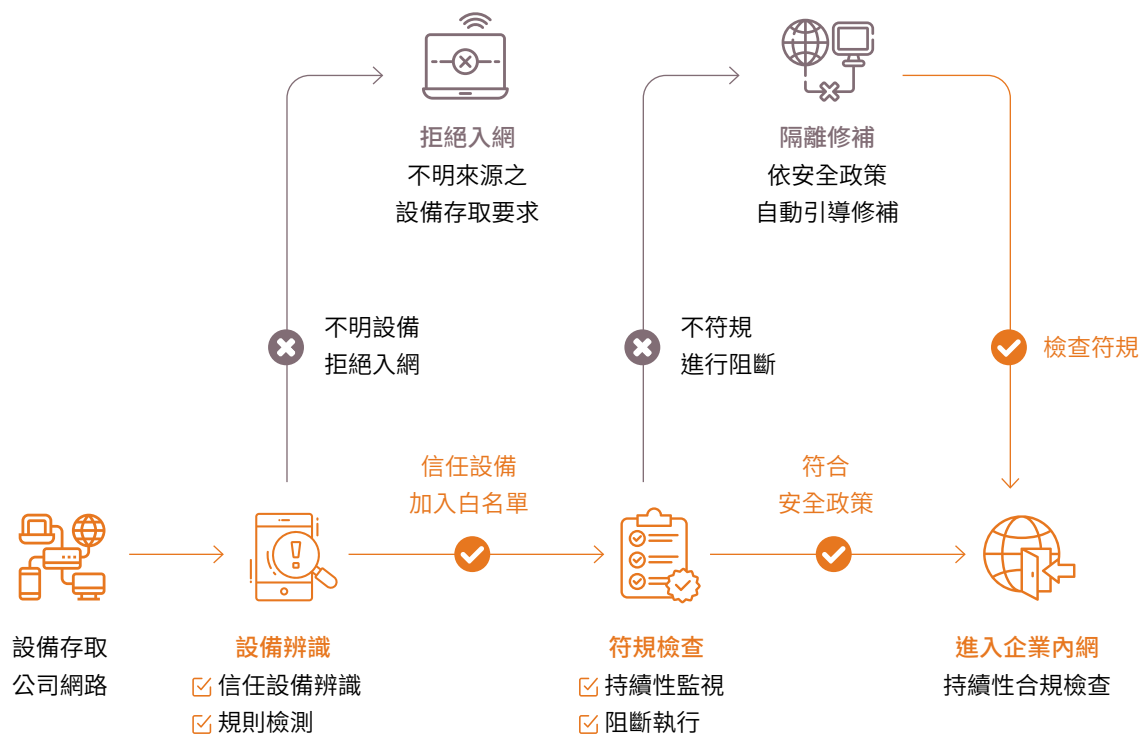 拒絕入網
不明來源之
設備存取要求
隔離修補
依安全政策
自動引導修補
不明設備
拒絕入網
不符規
進行阻斷
檢查符規
信任設備
加入白名單
符合
安全政策
設備存取
公司網路
設備辨識
信任設備辨識
規則檢測
符規檢查
持續性監視
阻斷執行
進入企業內網
持續性合規檢查